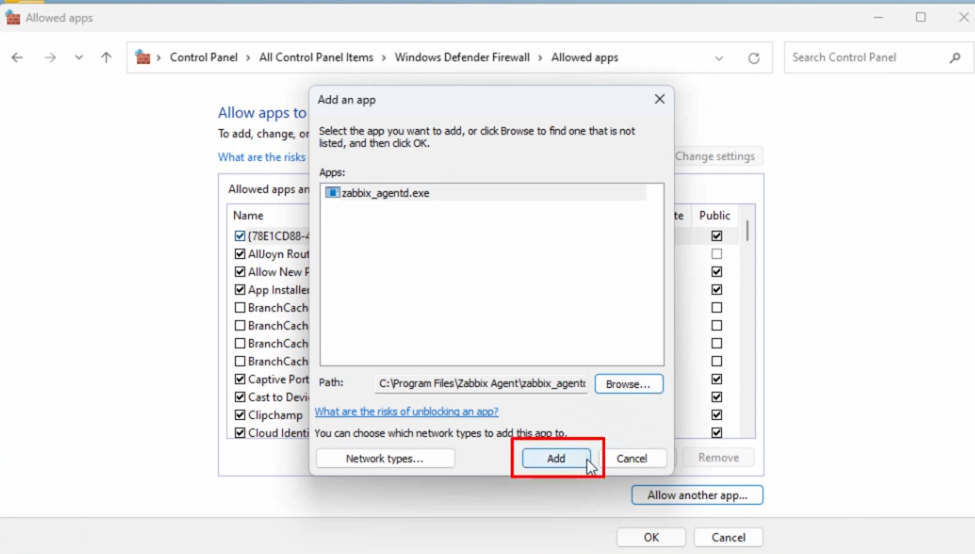 Allowed apps
Control Panel > All Control Panel Items > Windows Defender Firewall > Allowed apps
Search Control Panel
Add an app
Allow apps to
Select the app you want to add, or click Browse to find one that is not
listed, and then click OK.
To add, change, or
What are the risks
Change settings
Apps:
Allowed apps an
zabbix_agentd.exe
Name
Public
{78E1CD88-4
AllJoyn Rout
Allow New P
App Installer
BranchCach
BranchCach
BranchCach
BranchCach
Captive Port
Path:
C:\Program Files\Zabbix Agent\zabbix_agent
Browse...
Cast to Devi
What are the risks of unblocking an app?
Clipchamp
Cloud Identi
You can choose which network types to add this app to.
Network types...
Add
Cancel
Remove
Allow another app...
OK
Cancel